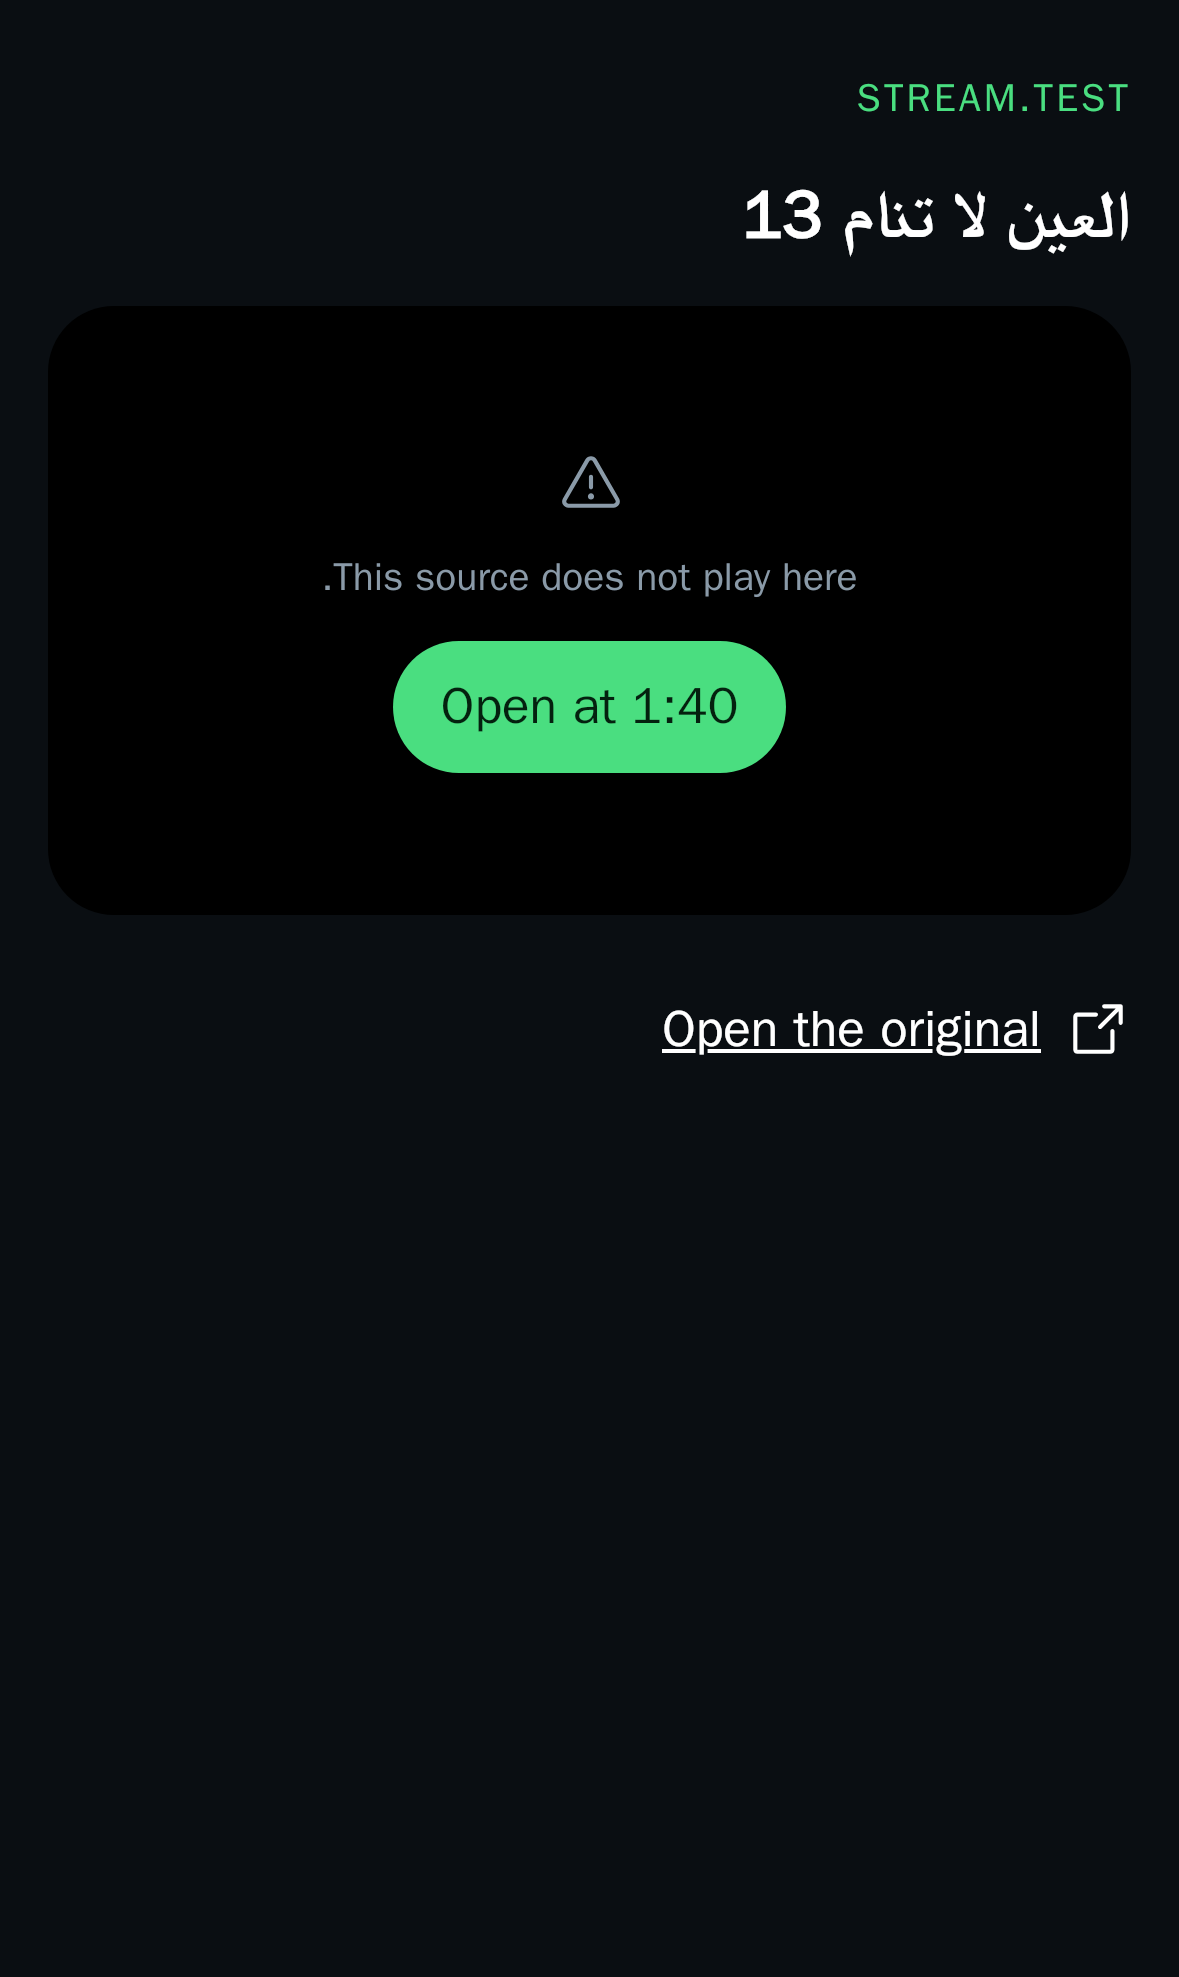 STREAM.TEST
العين لا تنام 13
.This source does not play here
Open at 1:40
Open the original